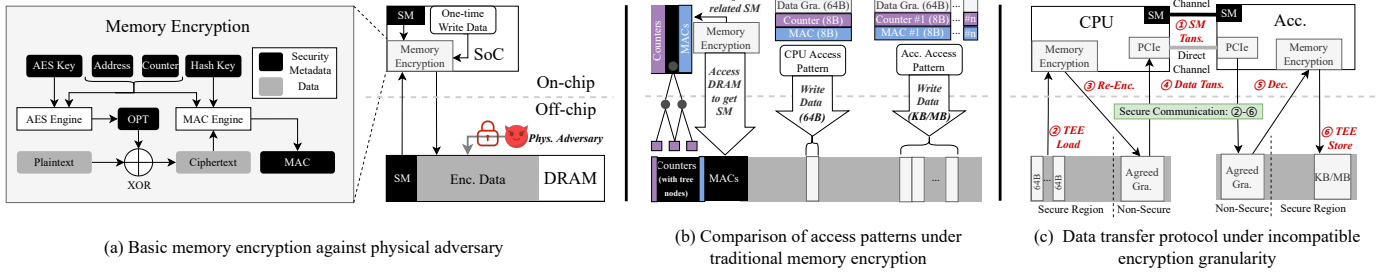 Memory Encryption
AES Key
Address
Counter
Hash Key
Security
Metadata
Data
AES Engine
OPT
MAC Engine
Plaintext
Ciphertext
MAC
XOR
SM
One-time
Write Data
Memory
Encryption
SoC
On-chip
Off-chip
Phys. Adversary
SM
Enc. Data
DRAM
(a) Basic memory encryption against physical adversary
related SM
Counters
MACs
Memory
Encryption
Access
DRAM
to get
SM
Counters
(with tree
nodes)
MACs
Data Gra. (64B)
Counter (8B)
MAC (8B)
CPU Access
Pattern
Write
Data
(64B)
Data Gra. (64B)
...
Counter #1 (8B)
#n
MAC #1 (8B)
#n
Acc. Access
Pattern
Write
Data
(KB/MB)
...
(b) Comparison of access patterns under
traditional memory encryption
CPU
SM
Channel
① SM
Tans.
SM
Acc.
Memory
Encryption
PCIe
Direct
Channel
PCIe
Memory
Encryption
③ Re-Enc.
④ Data Tans.
⑤ Dec.
Secure Communication: ②-⑥
② TEE
Load
⑥ TEE
Store
64B
...
64B
Agreed
Gra.
Agreed
Gra.
KB/MB
Secure Region
Non-Secure
Non-Secure
Secure Region
(c) Data transfer protocol under incompatible
encryption granularity